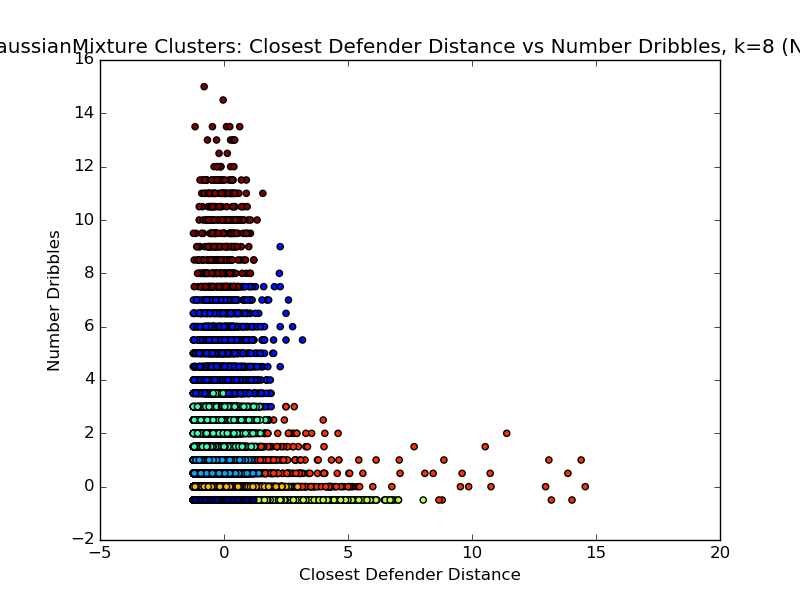 aussianMixture Clusters: Closest Defender Distance vs Number Dribbles, k=8 (N
16
14
12
10
8
6
4
2
0
−2
Number Dribbles
−5 0 5 10 15 20
Closest Defender Distance